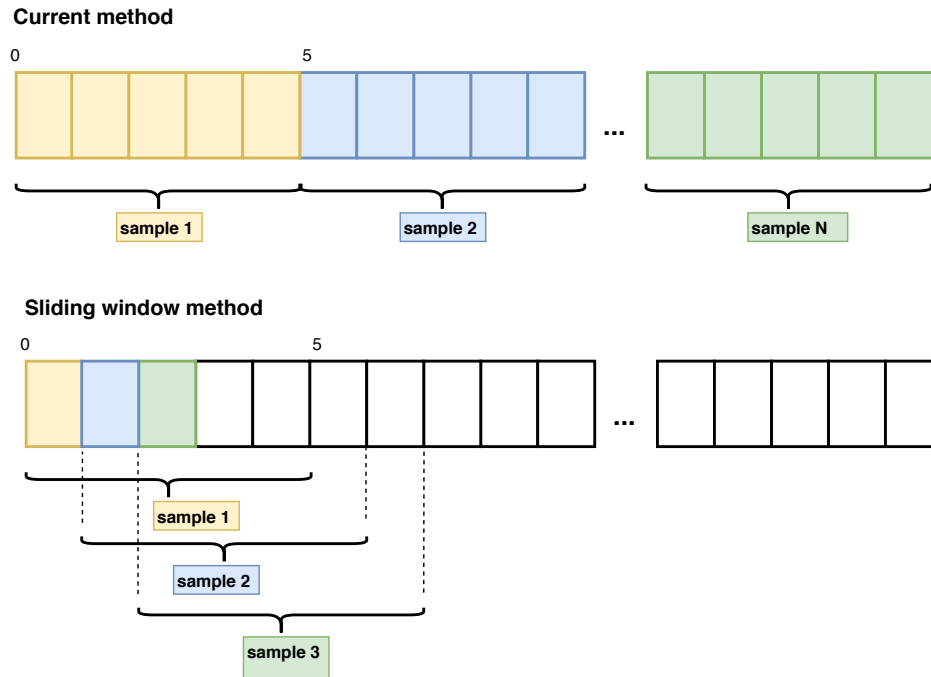 Current method
0 5
...
sample 1 sample 2 sample N
Sliding window method
0 5
...
sample 1
sample 2
sample 3